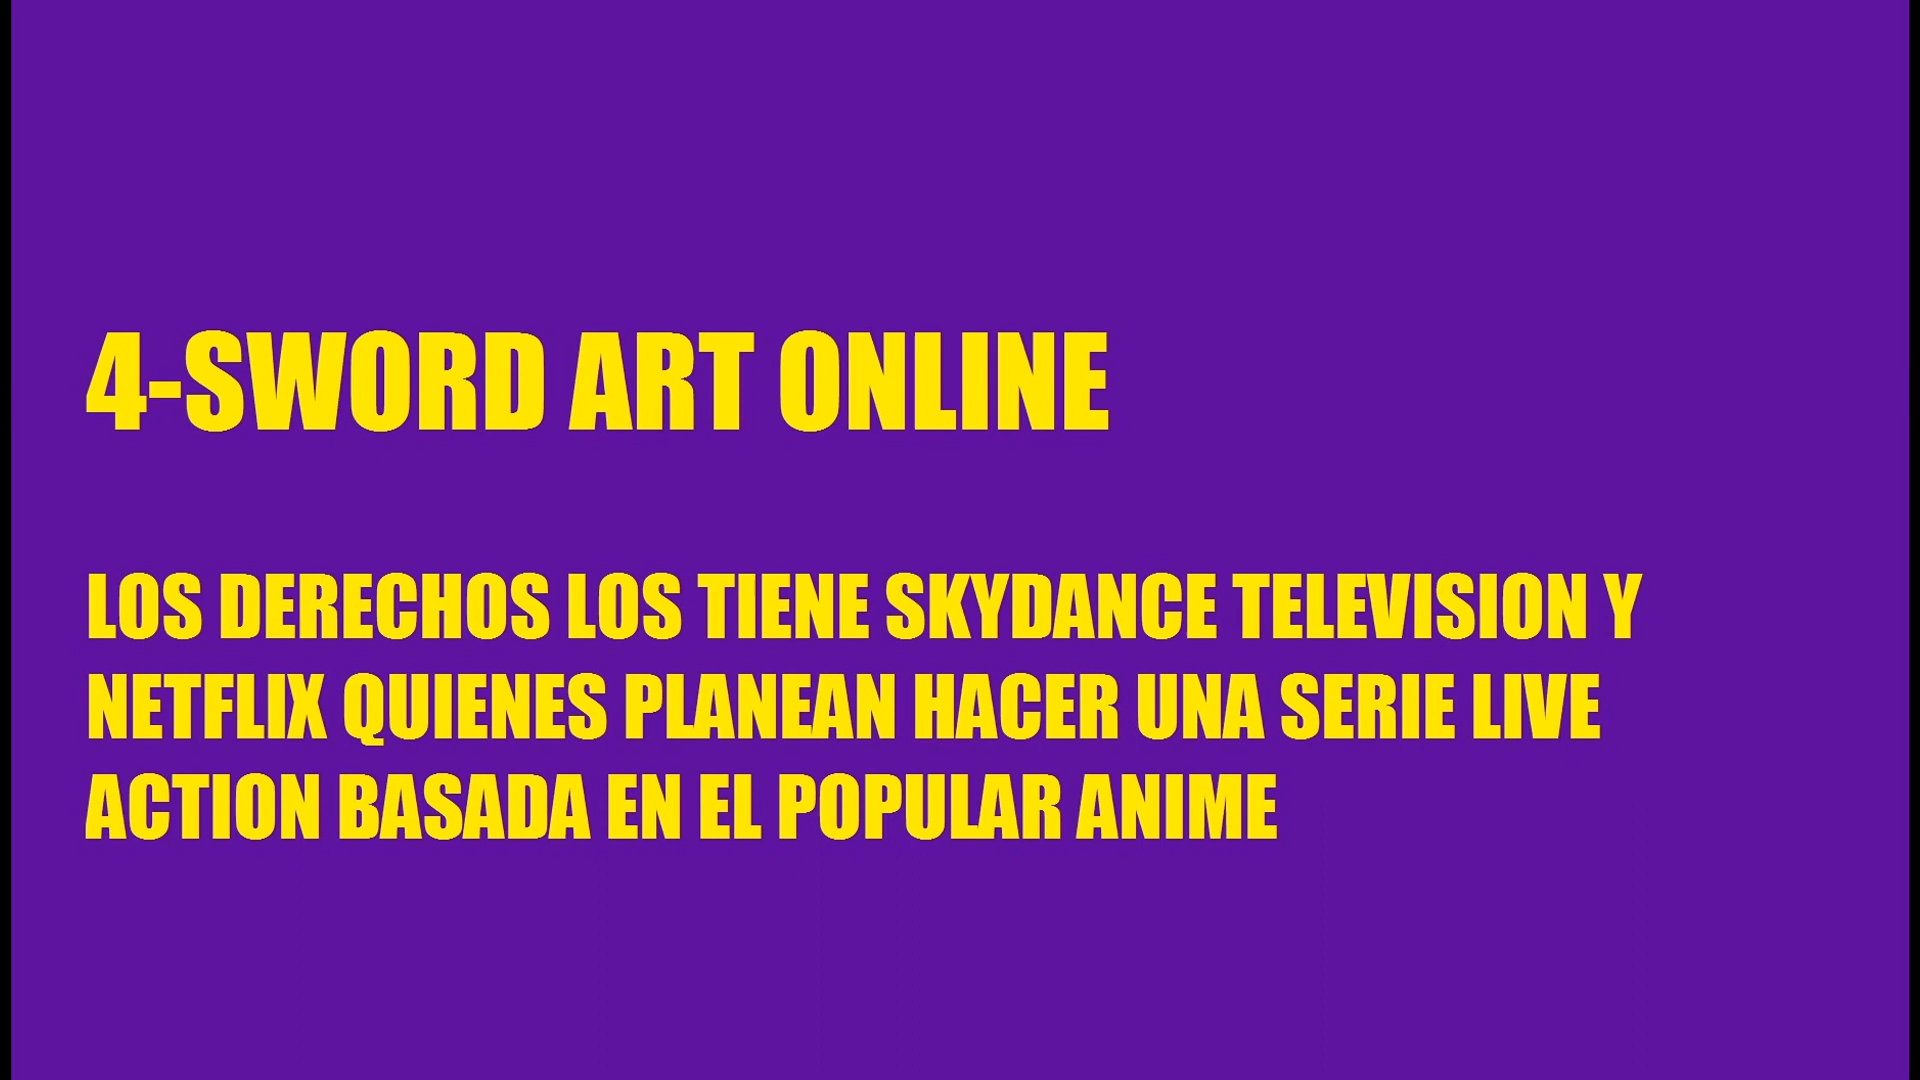 4-SWORD ART ONLINE
LOS DERECHOS LOS TIENE SKYDANCE TELEVISION Y
NETFLIX QUIENES PLANEAN HACER UNA SERIE LIVE
ACTION BASADA EN EL POPULAR ANIME